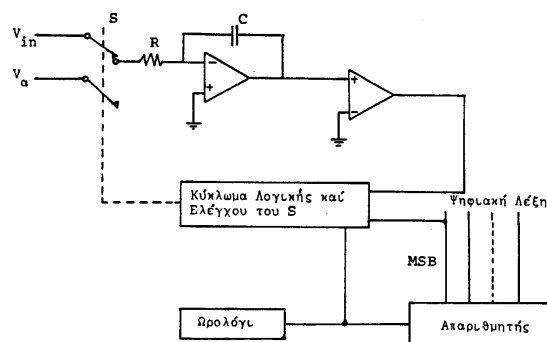 S
C
V_in
R
V_α
−
+
+
−
Κύκλωμα Λογικής καί
Ελέγχου του S
Ψηφιακή Λέξη
MSB
Ωρολόγι
Απαριθμητής